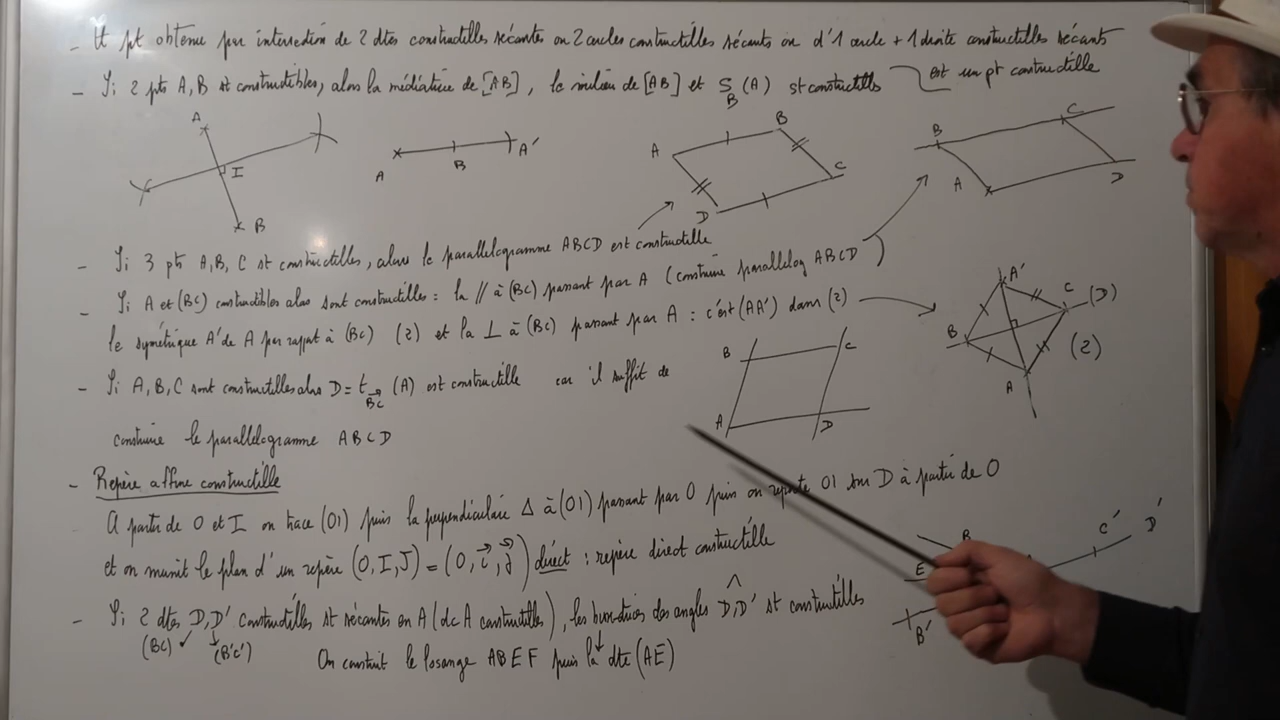 - Un pt obtenu par intersection de 2 dtes constructibles sécantes ou 2 cercles constructibles sécants ou d'1 cercle + 1 droite constructibles sécants
est un pt constructible
- Si 2 pts A, B st constructibles, alors la médiatrice de [AB], le milieu de [AB] et S_B (A) st constructibles
A I B
A B A'
A B C D
B C A D
- Si 3 pts A, B, C st constructibles, alors le parallélogramme ABCD est constructible
- Si A et (BC) constructibles alors sont constructibles : la // à (BC) passant par A (construire parallélog ABCD)
le symétrique A' de A par rappt à (BC) (2) et la ⊥ à (BC) passant par A : c'est (AA') dans (2)
A' C (D) B A (2)
- Si A, B, C sont constructibles alors D = t_BC→ (A) est constructible car il suffit de
construire le parallélogramme ABCD
B C A D
- Repère affine constructible
A partir de O et I on trace (OI) puis la perpendiculaire Δ à (OI) passant par O puis on reporte OI sur D à partir de O
et on munit le plan d'un repère (O, I, J) = (O, i→, j→) direct : repère direct constructible
- Si 2 dtes D, D' constructibles st sécantes en A (dc A constructible), les bissectrices des angles D, D' st constructibles
(BC) (B'C')
On construit le losange ABEF puis la dte (AE)
B C' D' E B'